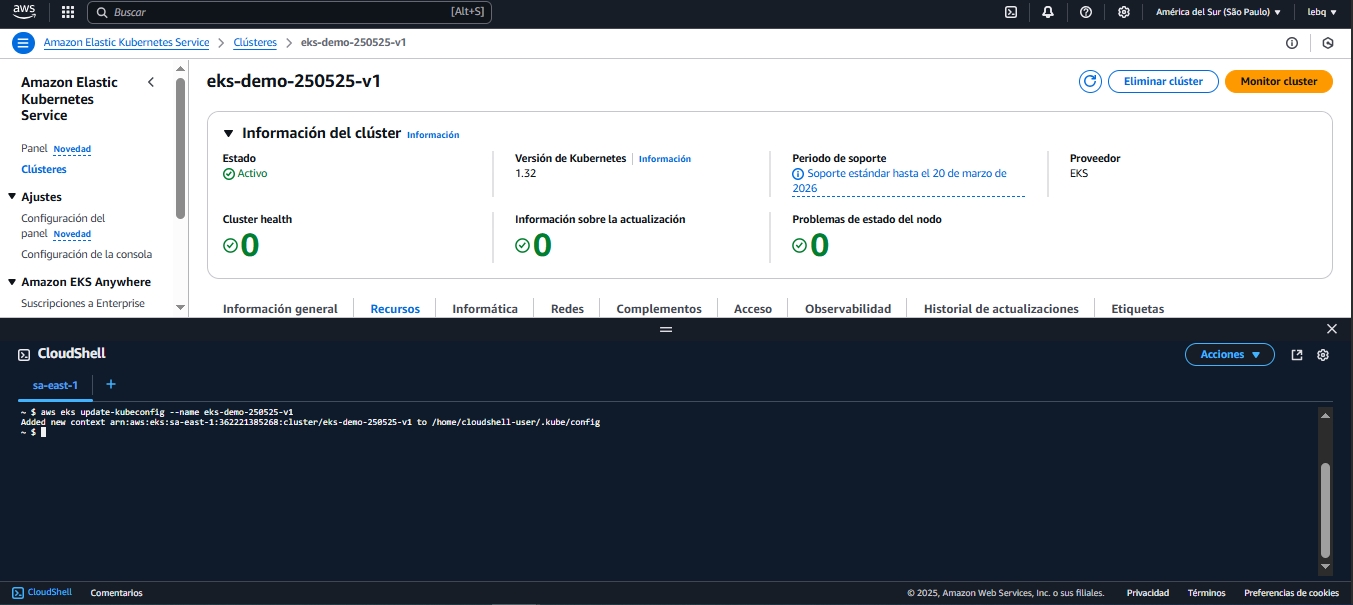 aws
Buscar [Alt+S]
América del Sur (São Paulo) ▼ lebq ▼
Amazon Elastic Kubernetes Service > Clústeres > eks-demo-250525-v1
Amazon Elastic
Kubernetes
Service
Panel Novedad
Clústeres
▼ Ajustes
Configuración del
panel Novedad
Configuración de la consola
▼ Amazon EKS Anywhere
Suscripciones a Enterprise
eks-demo-250525-v1
Eliminar clúster
Monitor cluster
▼ Información del clúster Información
Estado
Activo
Versión de Kubernetes | Información
1.32
Periodo de soporte
Soporte estándar hasta el 20 de marzo de
2026
Proveedor
EKS
Cluster health
0
Información sobre la actualización
0
Problemas de estado del nodo
0
Información general Recursos Informática Redes Complementos Acceso Observabilidad Historial de actualizaciones Etiquetas
CloudShell
Acciones ▼
sa-east-1 +
~ $ aws eks update-kubeconfig --name eks-demo-250525-v1
Added new context arn:aws:eks:sa-east-1:362221385268:cluster/eks-demo-250525-v1 to /home/cloudshell-user/.kube/config
~ $
CloudShell Comentarios © 2025, Amazon Web Services, Inc. o sus filiales. Privacidad Términos Preferencias de cookies